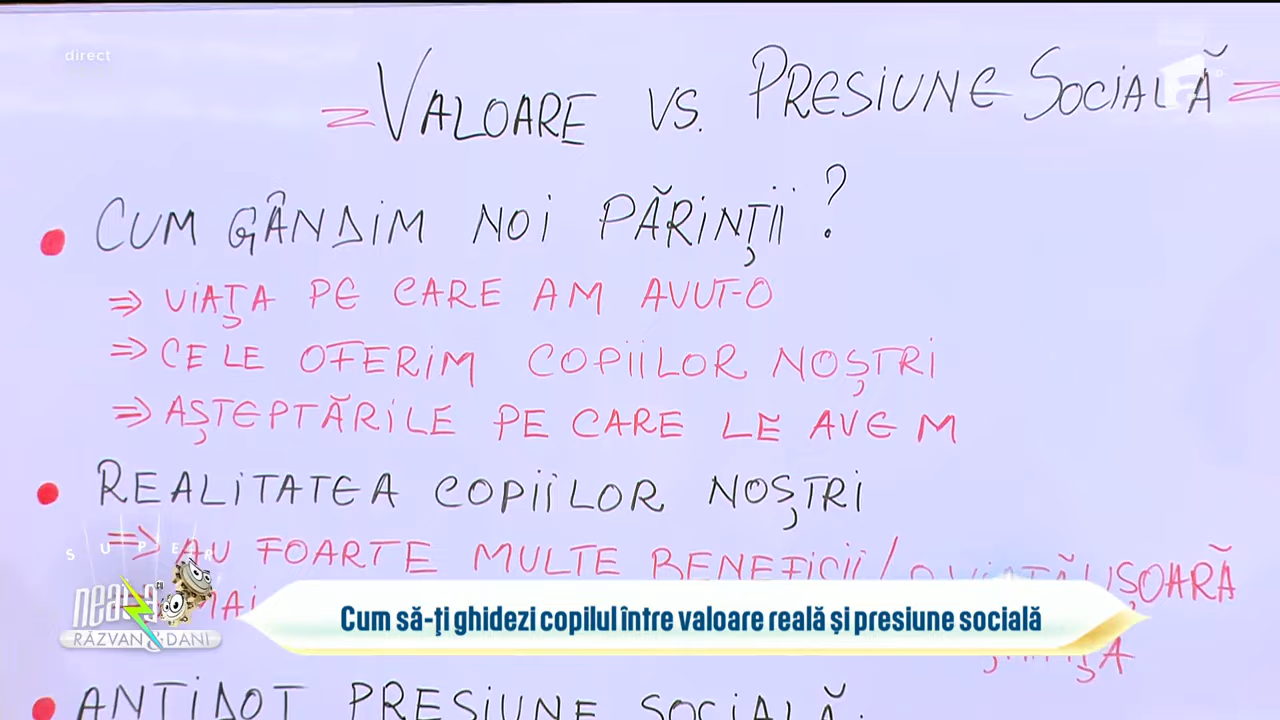 direct
= VALOARE VS. PRESIUNE SOCIALĂ =
• CUM GÂNDIM NOI PĂRINȚII ?
⇒ VIAȚA PE CARE AM AVUT-O
⇒ CE LE OFERIM COPIILOR NOȘTRI
⇒ AȘTEPTĂRILE PE CARE LE AVEM
• REALITATEA COPIILOR NOȘTRI
⇒ AU FOARTE MULTE BENEFICII / O VIAȚĂ UȘOARĂ
MAI
SUPER
neatza cu
RĂZVAN & DANI
Cum să-ți ghidezi copilul între valoare reală și presiune socială
• ANTIDOT PRESIUNE SOCIALĂ: